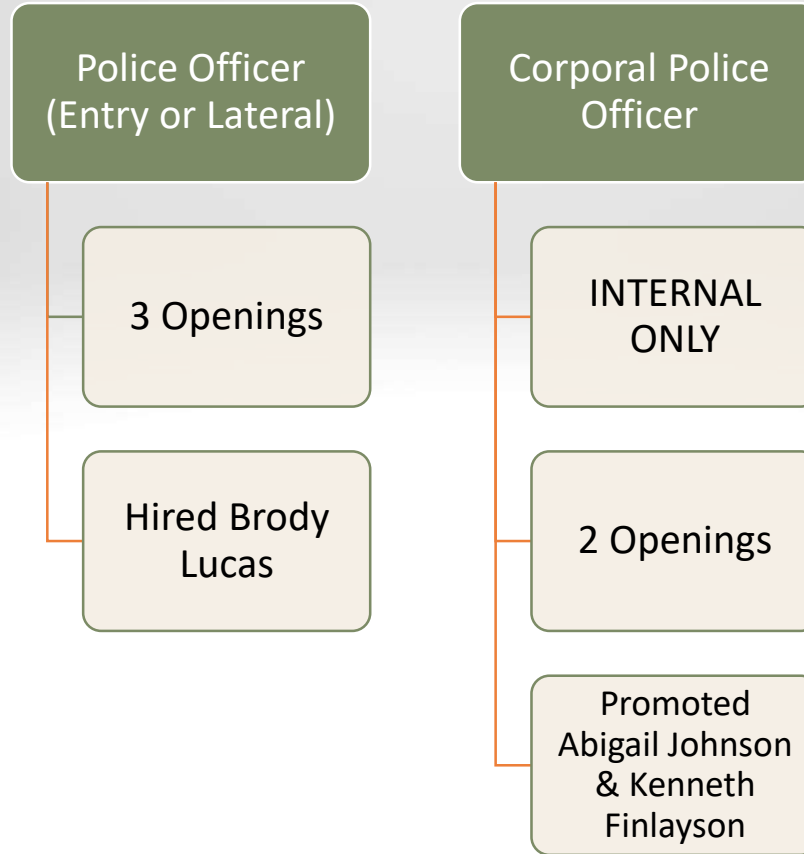 Police Officer
(Entry or Lateral)
3 Openings
Hired Brody
Lucas
Corporal Police
Officer
INTERNAL
ONLY
2 Openings
Promoted
Abigail Johnson
& Kenneth
Finlayson